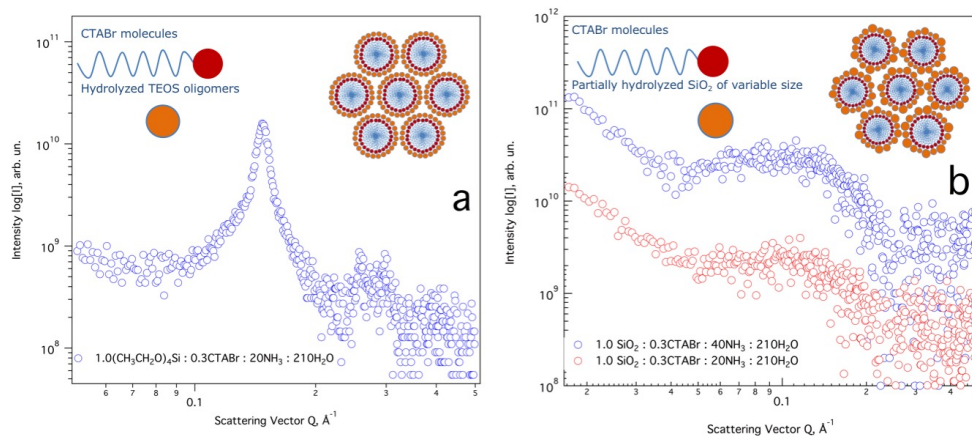 CTABr molecules
Hydrolyzed TEOS oligomers
a
10¹¹
10¹⁰
10⁹
10⁸
Intensity log[I], arb. un.
1.0(CH₃CH₂O)₄Si : 0.3CTABr : 20NH₃ : 210H₂O
6 7 8 9 0.1 2 3 4 5
Scattering Vector Q, Å⁻¹
CTABr molecules
Partially hydrolyzed SiO₂ of variable size
b
10¹²
10¹¹
10¹⁰
10⁹
10⁸
Intensity log[I], arb. un.
1.0 SiO₂ : 0.3CTABr : 40NH₃ : 210H₂O
1.0 SiO₂ : 0.3CTABr : 20NH₃ : 210H₂O
2 3 4 5 6 7 8 9 0.1 2 3 4 5
Scattering Vector Q, Å⁻¹